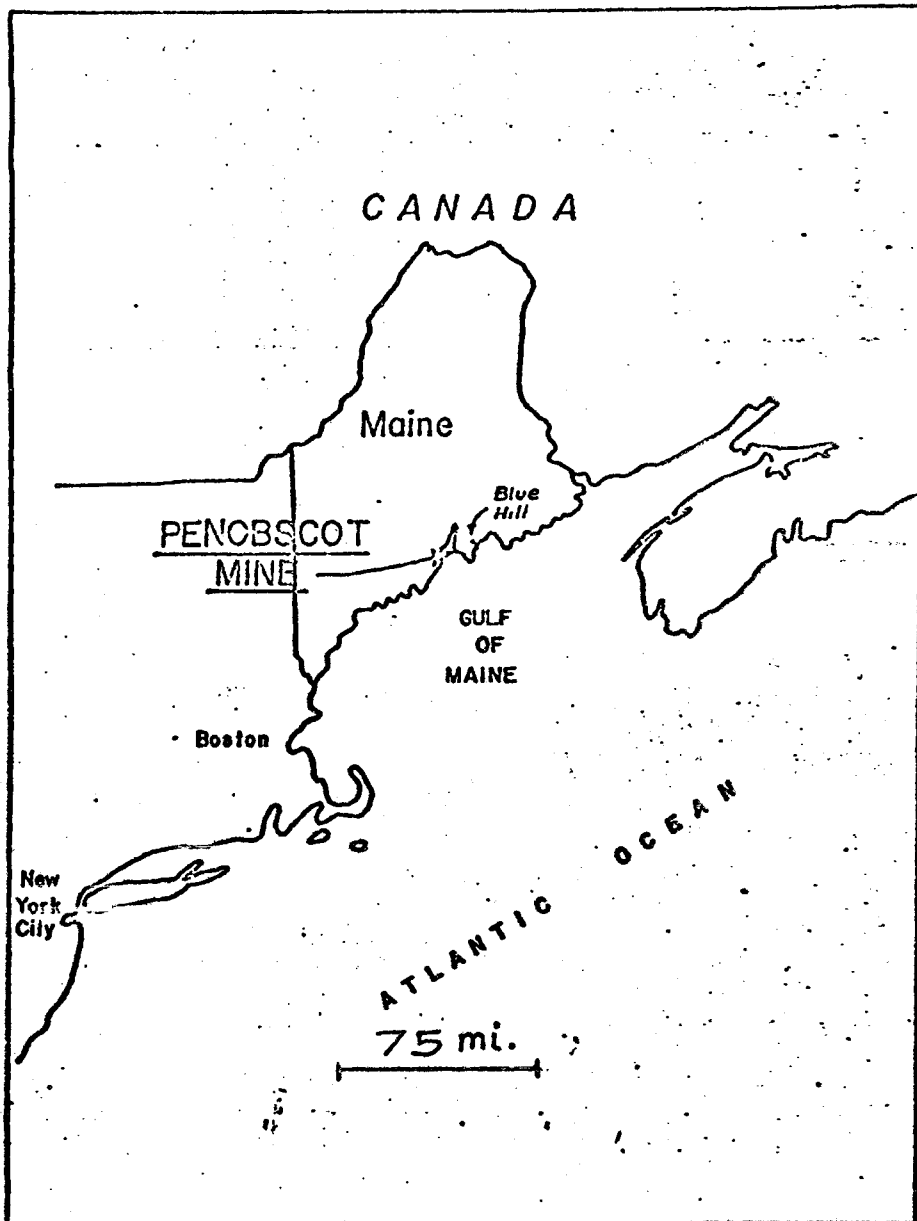 CANADA
Maine
Blue
Hill
PENOBSCOT
MINE
GULF
OF
MAINE
Boston
ATLANTIC OCEAN
New
York
City
75 mi.